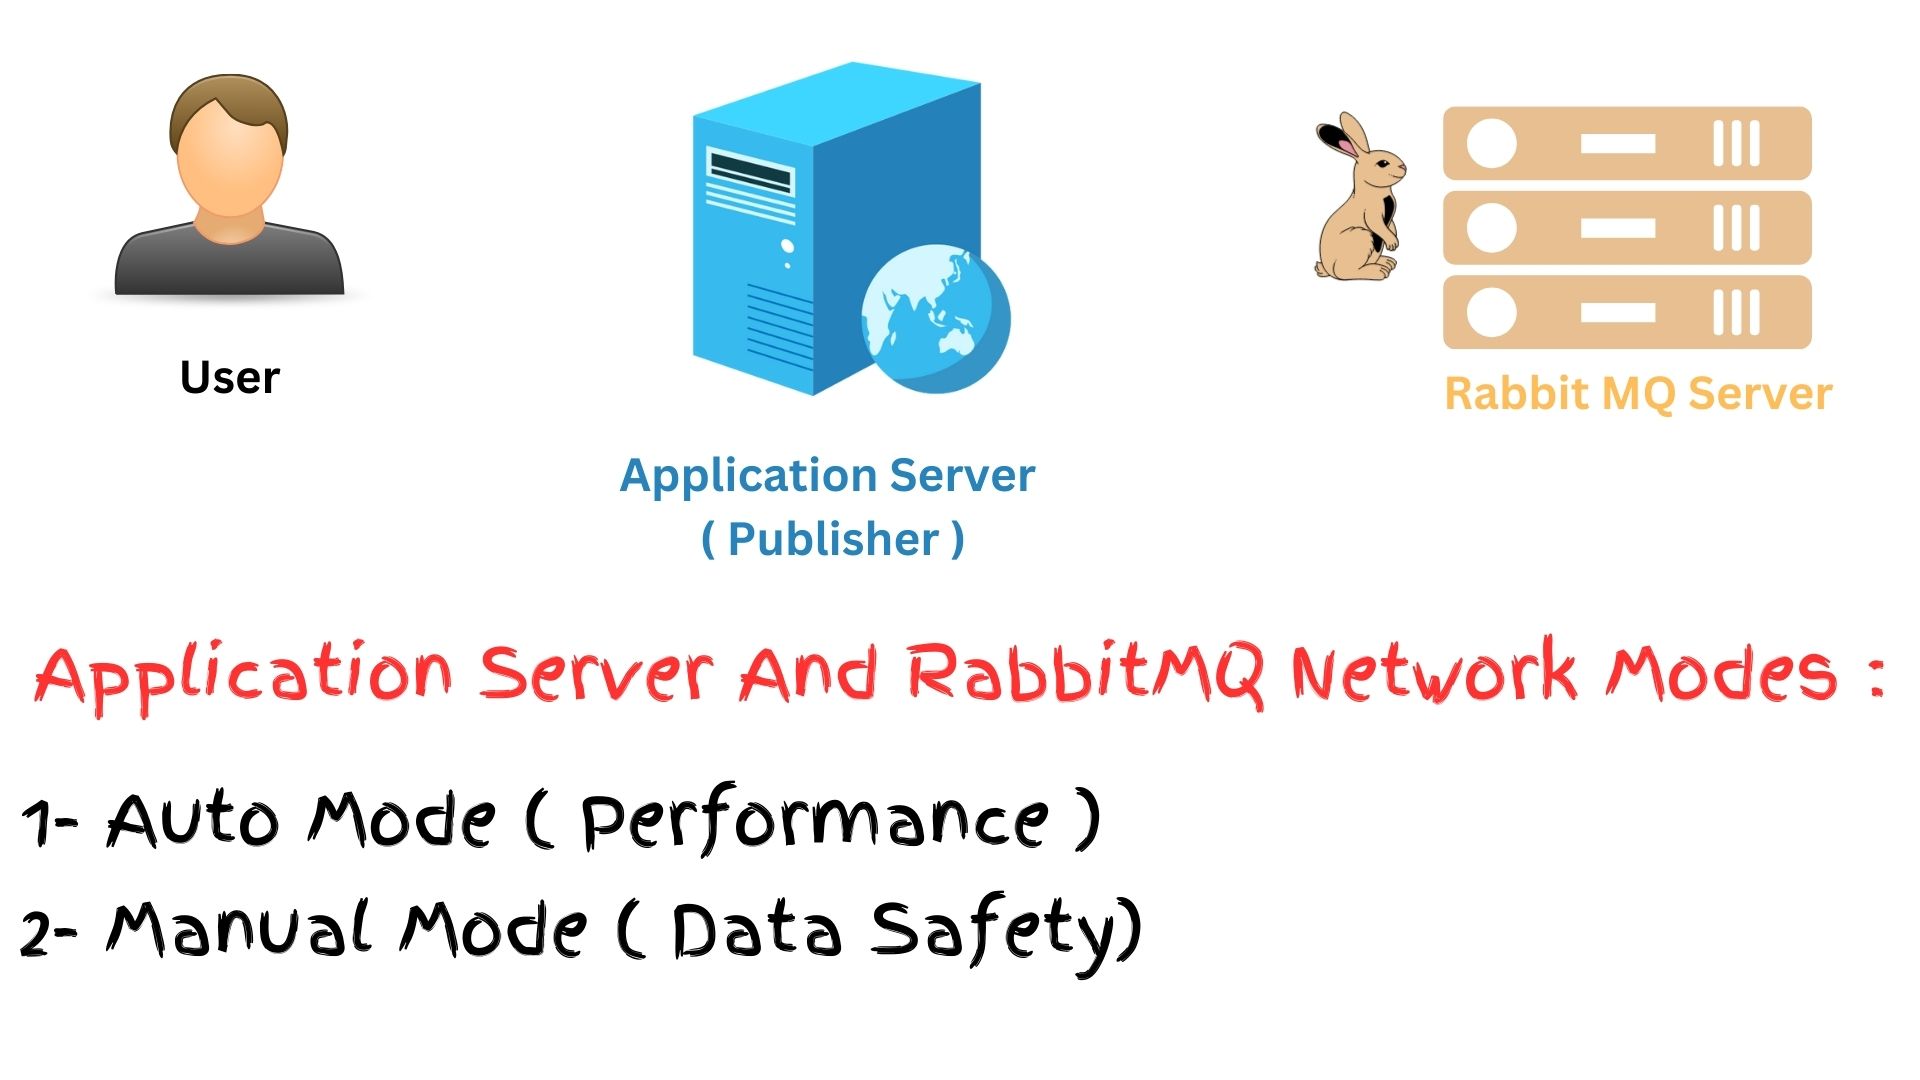 User
Application Server
( Publisher )
Rabbit MQ Server
Application Server And RabbitMQ Network Modes :
1- Auto Mode ( Performance )
2- Manual Mode ( Data Safety)